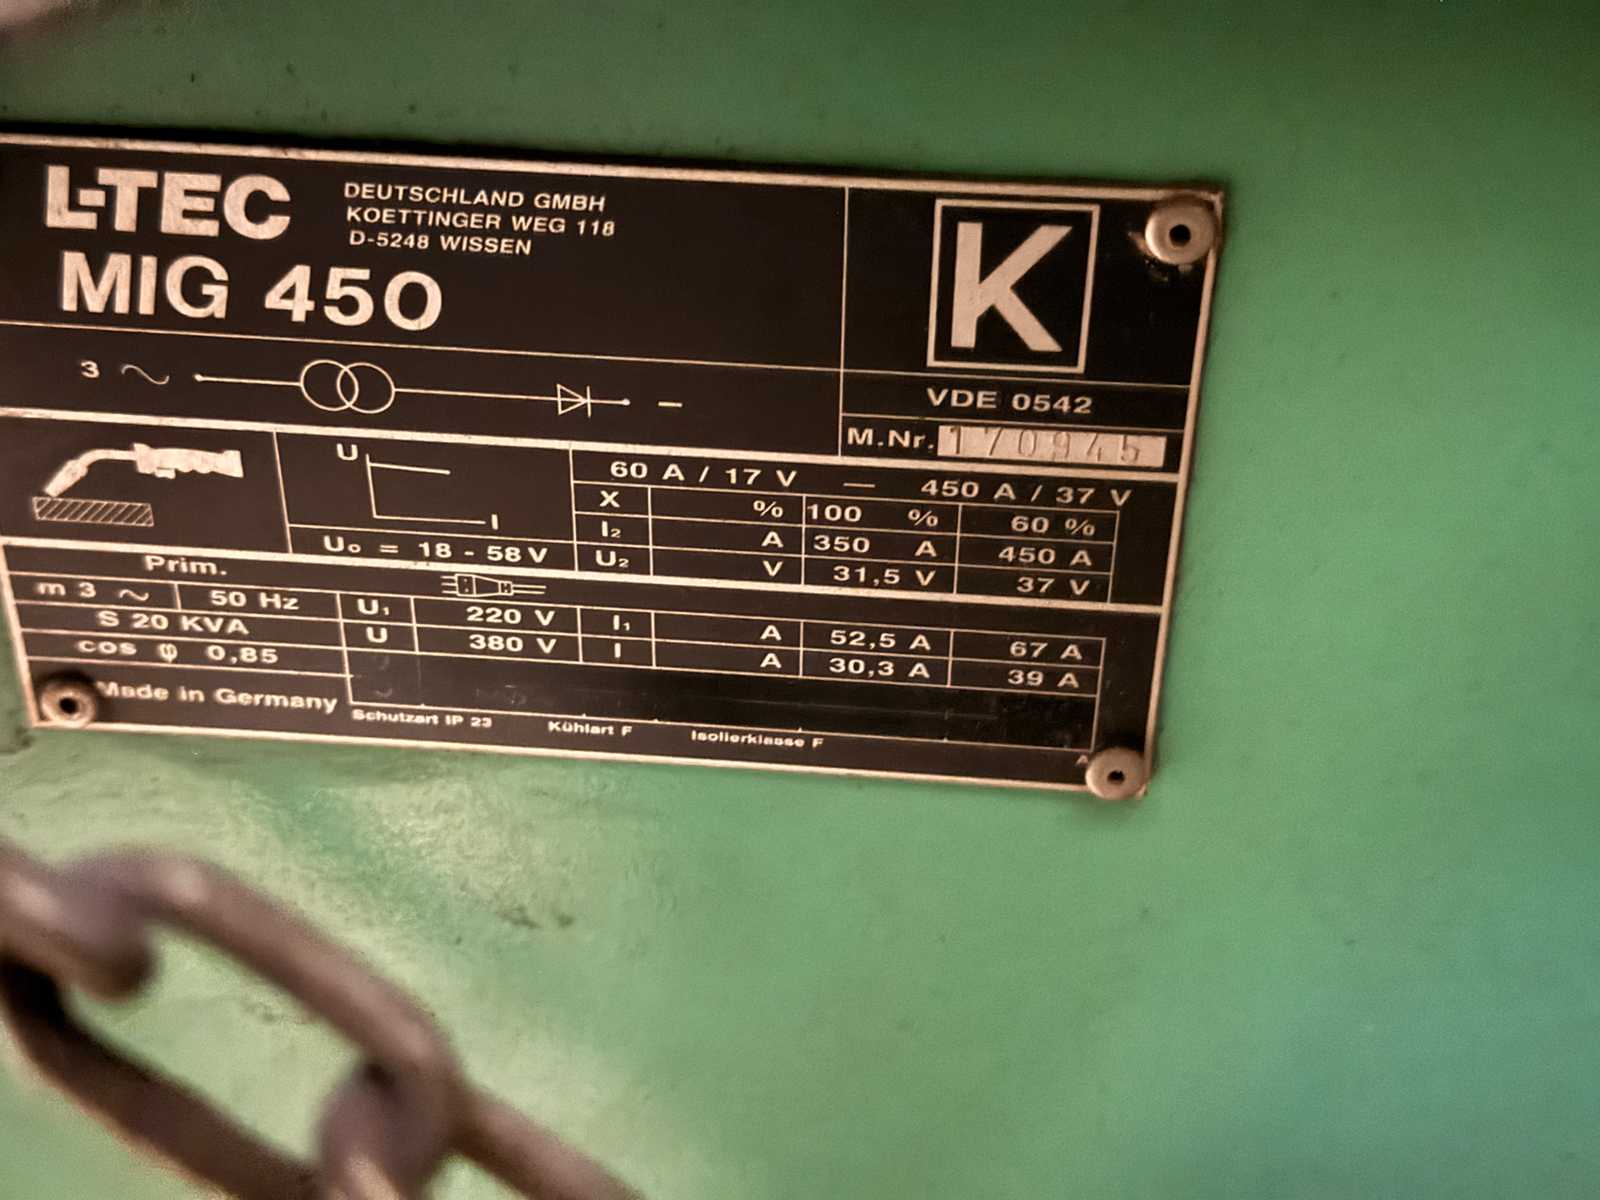 L-TEC
DEUTSCHLAND GMBH
KOETTINGER WEG 118
D-5248 WISSEN
MIG 450
K
VDE 0542
M.Nr. 170945
3 ~ —
U
I
U₀ = 18 - 58 V
60 A / 17 V — 450 A / 37 V
X % 100 % 60 %
I₂ A 350 A 450 A
U₂ V 31,5 V 37 V
Prim.
m 3 ~ 50 Hz U₁ 220 V I₁ A 52,5 A 67 A
S 20 KVA U 380 V I A 30,3 A 39 A
cos φ 0,85
Made in Germany
Schutzart IP 23 Kühlart F Isolierklasse F
A